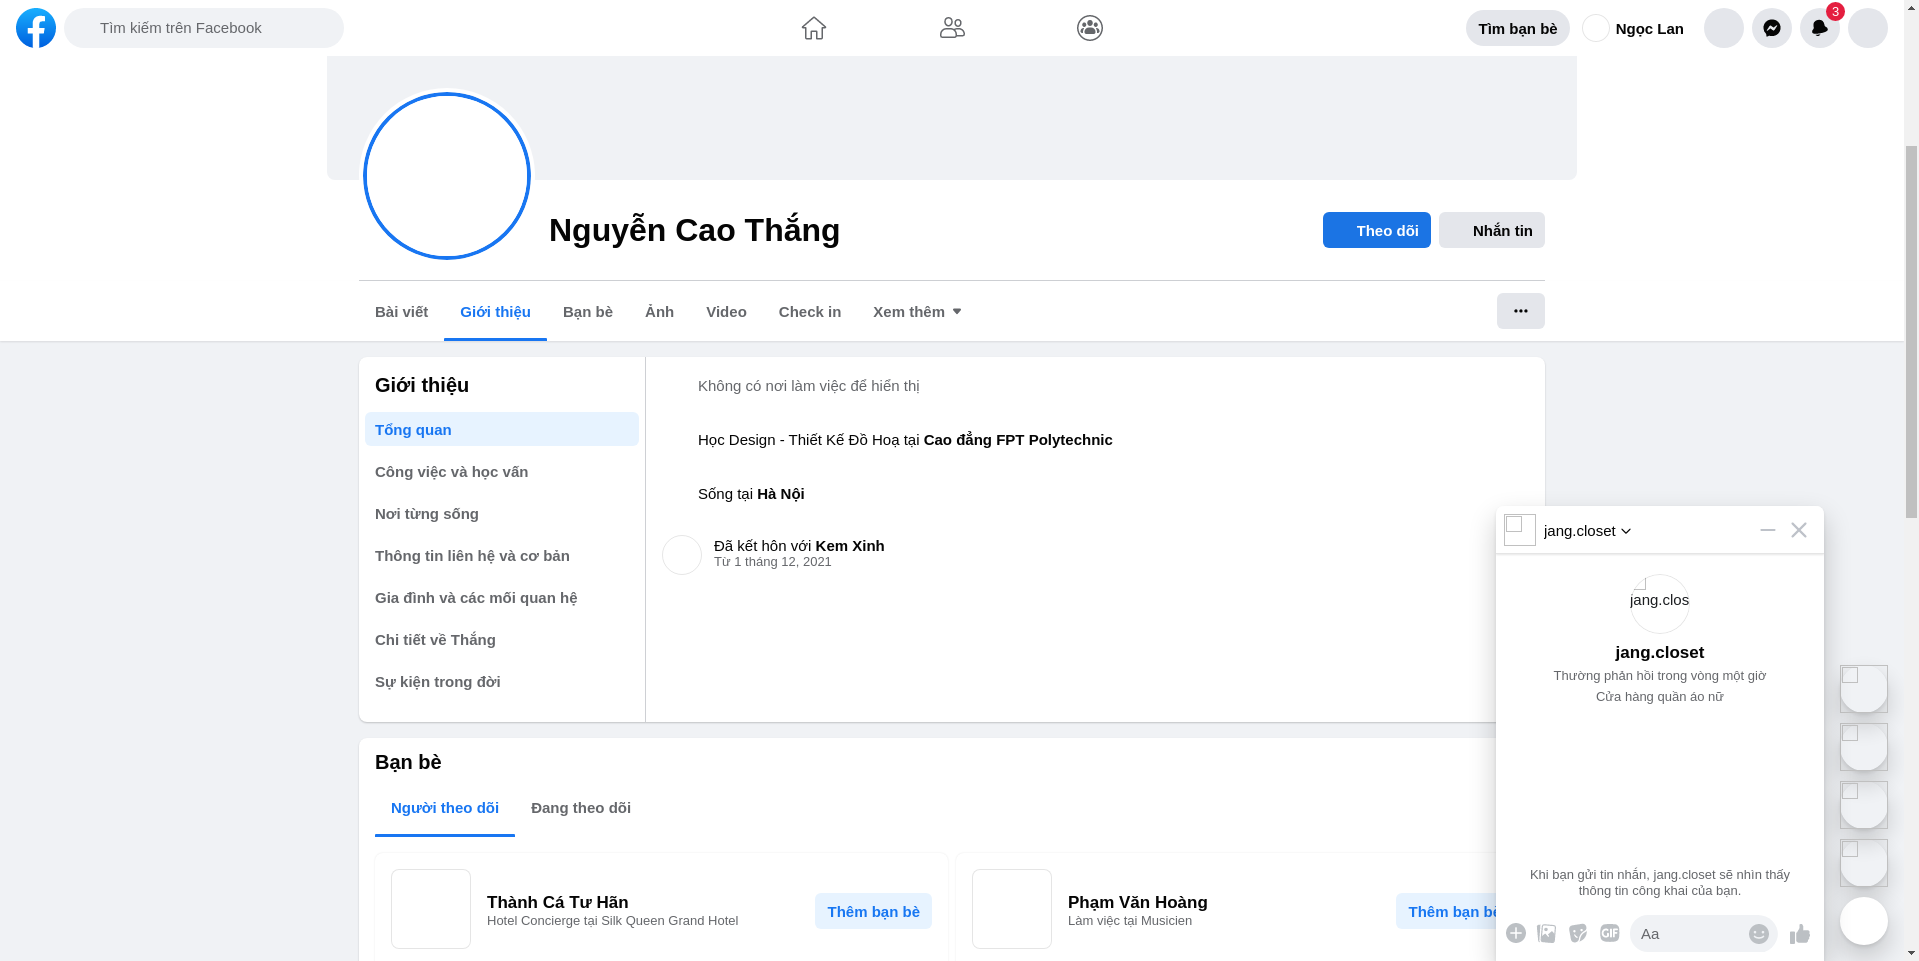 Tìm kiếm trên Facebook
Tìm bạn bè
Ngọc Lan
3
Nguyễn Cao Thắng
Theo dõi
Nhắn tin
Bài viết
Giới thiệu
Bạn bè
Ảnh
Video
Check in
Xem thêm
Giới thiệu
Tổng quan
Công việc và học vấn
Nơi từng sống
Thông tin liên hệ và cơ bản
Gia đình và các mối quan hệ
Chi tiết về Thắng
Sự kiện trong đời
Không có nơi làm việc để hiển thị
Học Design - Thiết Kế Đồ Hoạ tại Cao đẳng FPT Polytechnic
Sống tại Hà Nội
Đã kết hôn với Kem Xinh
Từ 1 tháng 12, 2021
Bạn bè
Người theo dõi
Đang theo dõi
Thành Cá Tư Hãn
Hotel Concierge tại Silk Queen Grand Hotel
Thêm bạn bè
Phạm Văn Hoàng
Làm việc tại Musicien
Thêm bạn bè
jang.closet
jang.clos
jang.closet
Thường phản hồi trong vòng một giờ
Cửa hàng quần áo nữ
Khi bạn gửi tin nhắn, jang.closet sẽ nhìn thấy
thông tin công khai của bạn.
GIF
Aa